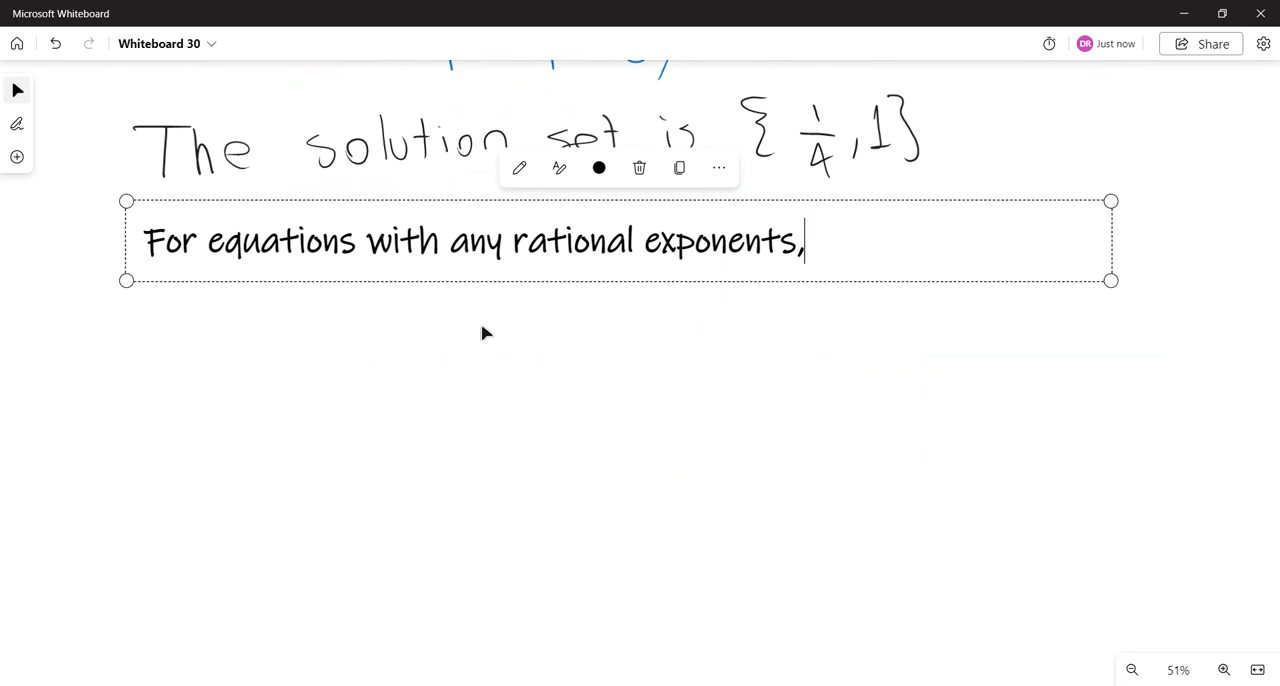 Microsoft Whiteboard
Whiteboard 30
DR Just now
Share
The solution set is { 1/4 , 1 }
For equations with any rational exponents,
51%